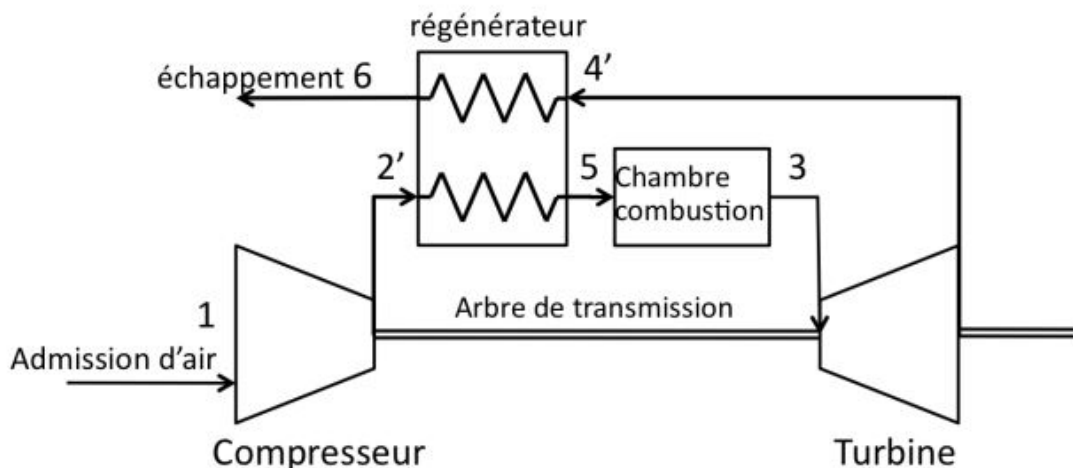 régénérateur
échappement 6
4’
2’
5
Chambre
combustion
3
1
Arbre de transmission
Admission d’air
Compresseur
Turbine